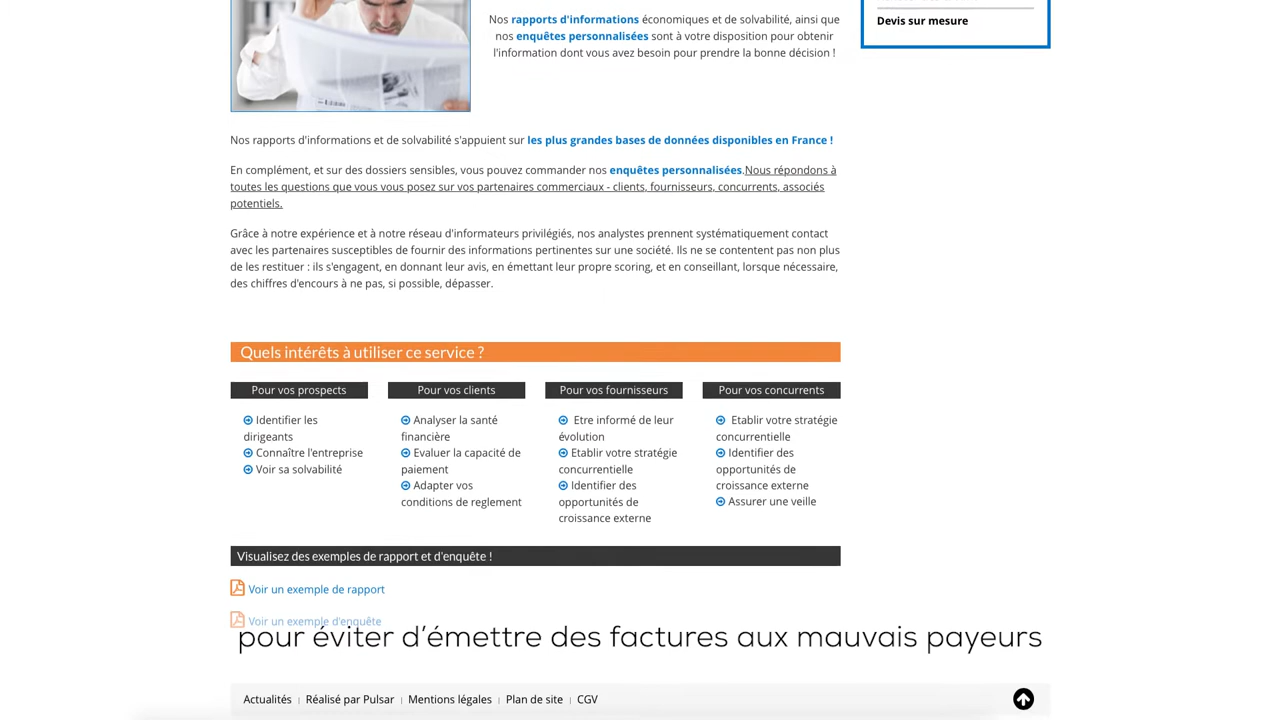 Nos rapports d'informations économiques et de solvabilité, ainsi que
nos enquêtes personnalisées sont à votre disposition pour obtenir
l'information dont vous avez besoin pour prendre la bonne décision !
Devis sur mesure
Nos rapports d'informations et de solvabilité s'appuient sur les plus grandes bases de données disponibles en France !
En complément, et sur des dossiers sensibles, vous pouvez commander nos enquêtes personnalisées.Nous répondons à
toutes les questions que vous vous posez sur vos partenaires commerciaux - clients, fournisseurs, concurrents, associés
potentiels.
Grâce à notre expérience et à notre réseau d'informateurs privilégiés, nos analystes prennent systématiquement contact
avec les partenaires susceptibles de fournir des informations pertinentes sur une société. Ils ne se contentent pas non plus
de les restituer : ils s'engagent, en donnant leur avis, en émettant leur propre scoring, et en conseillant, lorsque nécessaire,
des chiffres d'encours à ne pas, si possible, dépasser.
Quels intérêts à utiliser ce service ?
Pour vos prospects
Identifier les
dirigeants
Connaître l'entreprise
Voir sa solvabilité
Pour vos clients
Analyser la santé
financière
Evaluer la capacité de
paiement
Adapter vos
conditions de reglement
Pour vos fournisseurs
Etre informé de leur
évolution
Etablir votre stratégie
concurrentielle
Identifier des
opportunités de
croissance externe
Pour vos concurrents
Etablir votre stratégie
concurrentielle
Identifier des
opportunités de
croissance externe
Assurer une veille
Visualisez des exemples de rapport et d'enquête !
Voir un exemple de rapport
Voir un exemple d'enquête
pour éviter d'émettre des factures aux mauvais payeurs
Actualités | Réalisé par Pulsar | Mentions légales | Plan de site | CGV